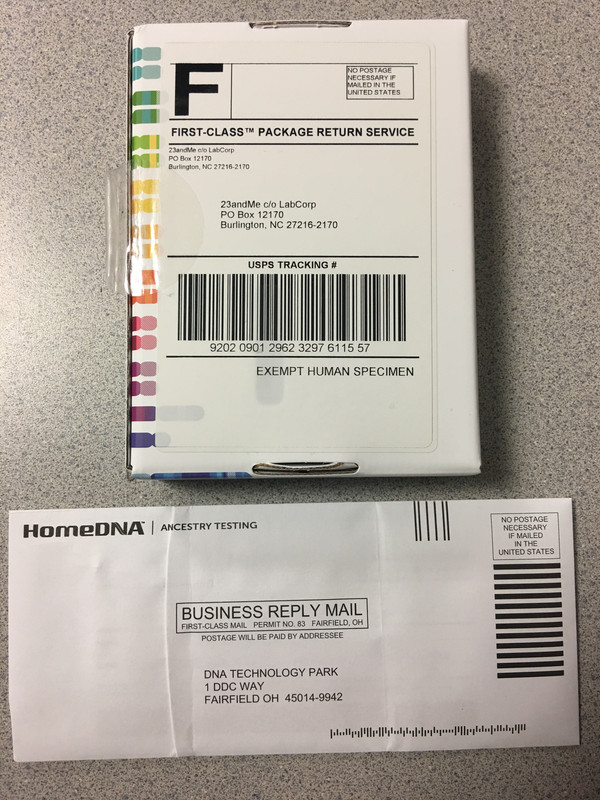 F
NO POSTAGE
NECESSARY IF
MAILED IN THE
UNITED STATES
FIRST-CLASS™ PACKAGE RETURN SERVICE
23andMe c/o LabCorp
PO Box 12170
Burlington, NC 27216-2170
23andMe c/o LabCorp
PO Box 12170
Burlington, NC 27216-2170
USPS TRACKING #
9202 0901 2962 3297 6115 57
EXEMPT HUMAN SPECIMEN
HomeDNA™ | ANCESTRY TESTING
NO POSTAGE
NECESSARY
IF MAILED
IN THE
UNITED STATES
BUSINESS REPLY MAIL
FIRST-CLASS MAIL PERMIT NO. 83 FAIRFIELD, OH
POSTAGE WILL BE PAID BY ADDRESSEE
DNA TECHNOLOGY PARK
1 DDC WAY
FAIRFIELD OH 45014-9942